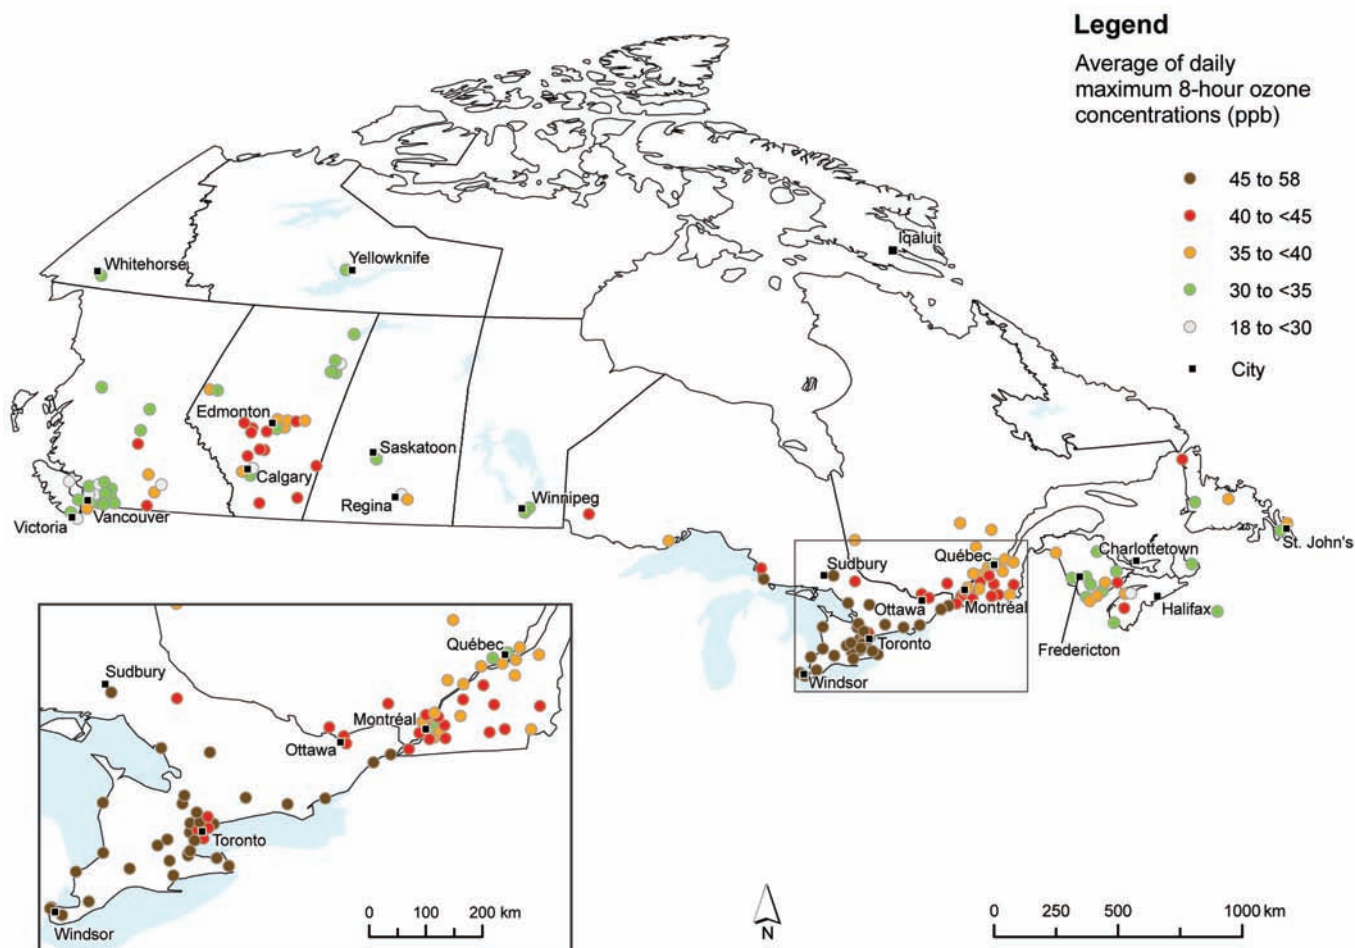 Legend
Average of daily
maximum 8-hour ozone
concentrations (ppb)
45 to 58
40 to <45
35 to <40
30 to <35
18 to <30
City
Iqaluit
Whitehorse
Yellowknife
Edmonton
Saskatoon
Calgary
Regina
Winnipeg
Vancouver
Victoria
St. John's
Charlottetown
Québec
Sudbury
Ottawa
Montréal
Halifax
Toronto
Fredericton
Windsor
Québec
Sudbury
Montréal
Ottawa
Toronto
Windsor
0 100 200 km
N
0 250 500 1000 km